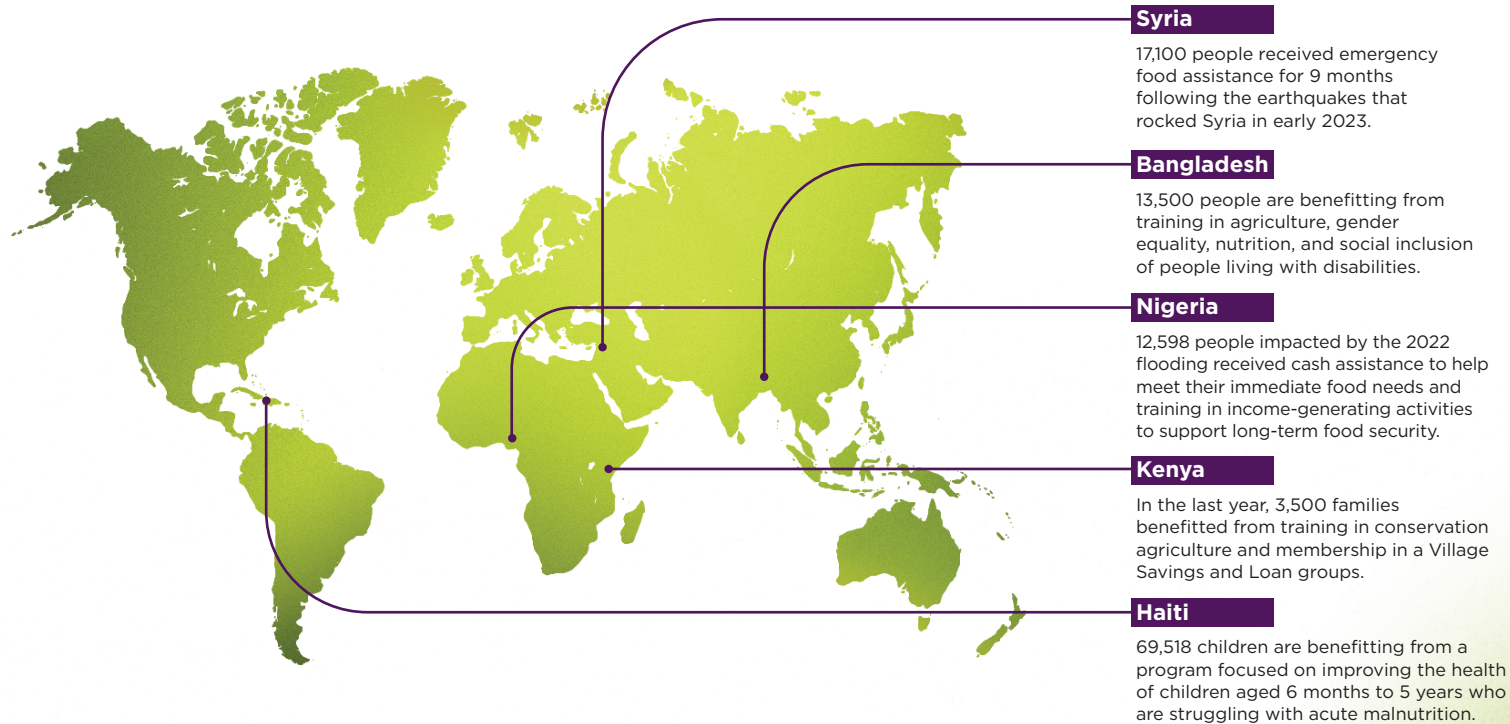 Syria
17,100 people received emergency
food assistance for 9 months
following the earthquakes that
rocked Syria in early 2023.
Bangladesh
13,500 people are benefitting from
training in agriculture, gender
equality, nutrition, and social inclusion
of people living with disabilities.
Nigeria
12,598 people impacted by the 2022
flooding received cash assistance to help
meet their immediate food needs and
training in income-generating activities
to support long-term food security.
Kenya
In the last year, 3,500 families
benefitted from training in conservation
agriculture and membership in a Village
Savings and Loan groups.
Haiti
69,518 children are benefitting from a
program focused on improving the health
of children aged 6 months to 5 years who
are struggling with acute malnutrition.